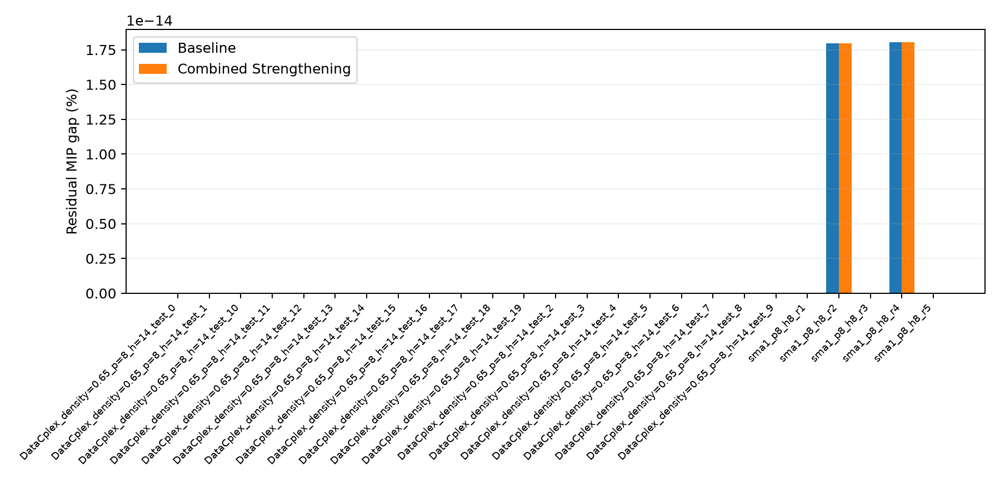 1e−14
Residual MIP gap (%)
1.75
1.50
1.25
1.00
0.75
0.50
0.25
0.00
Baseline
Combined Strengthening
DataCplex_density=0.65_p=8_h=14_test_0
DataCplex_density=0.65_p=8_h=14_test_1
DataCplex_density=0.65_p=8_h=14_test_10
DataCplex_density=0.65_p=8_h=14_test_11
DataCplex_density=0.65_p=8_h=14_test_12
DataCplex_density=0.65_p=8_h=14_test_13
DataCplex_density=0.65_p=8_h=14_test_14
DataCplex_density=0.65_p=8_h=14_test_15
DataCplex_density=0.65_p=8_h=14_test_16
DataCplex_density=0.65_p=8_h=14_test_17
DataCplex_density=0.65_p=8_h=14_test_18
DataCplex_density=0.65_p=8_h=14_test_19
DataCplex_density=0.65_p=8_h=14_test_2
DataCplex_density=0.65_p=8_h=14_test_3
DataCplex_density=0.65_p=8_h=14_test_4
DataCplex_density=0.65_p=8_h=14_test_5
DataCplex_density=0.65_p=8_h=14_test_6
DataCplex_density=0.65_p=8_h=14_test_7
DataCplex_density=0.65_p=8_h=14_test_8
DataCplex_density=0.65_p=8_h=14_test_9
sma1_p8_h8_r1
sma1_p8_h8_r2
sma1_p8_h8_r3
sma1_p8_h8_r4
sma1_p8_h8_r5